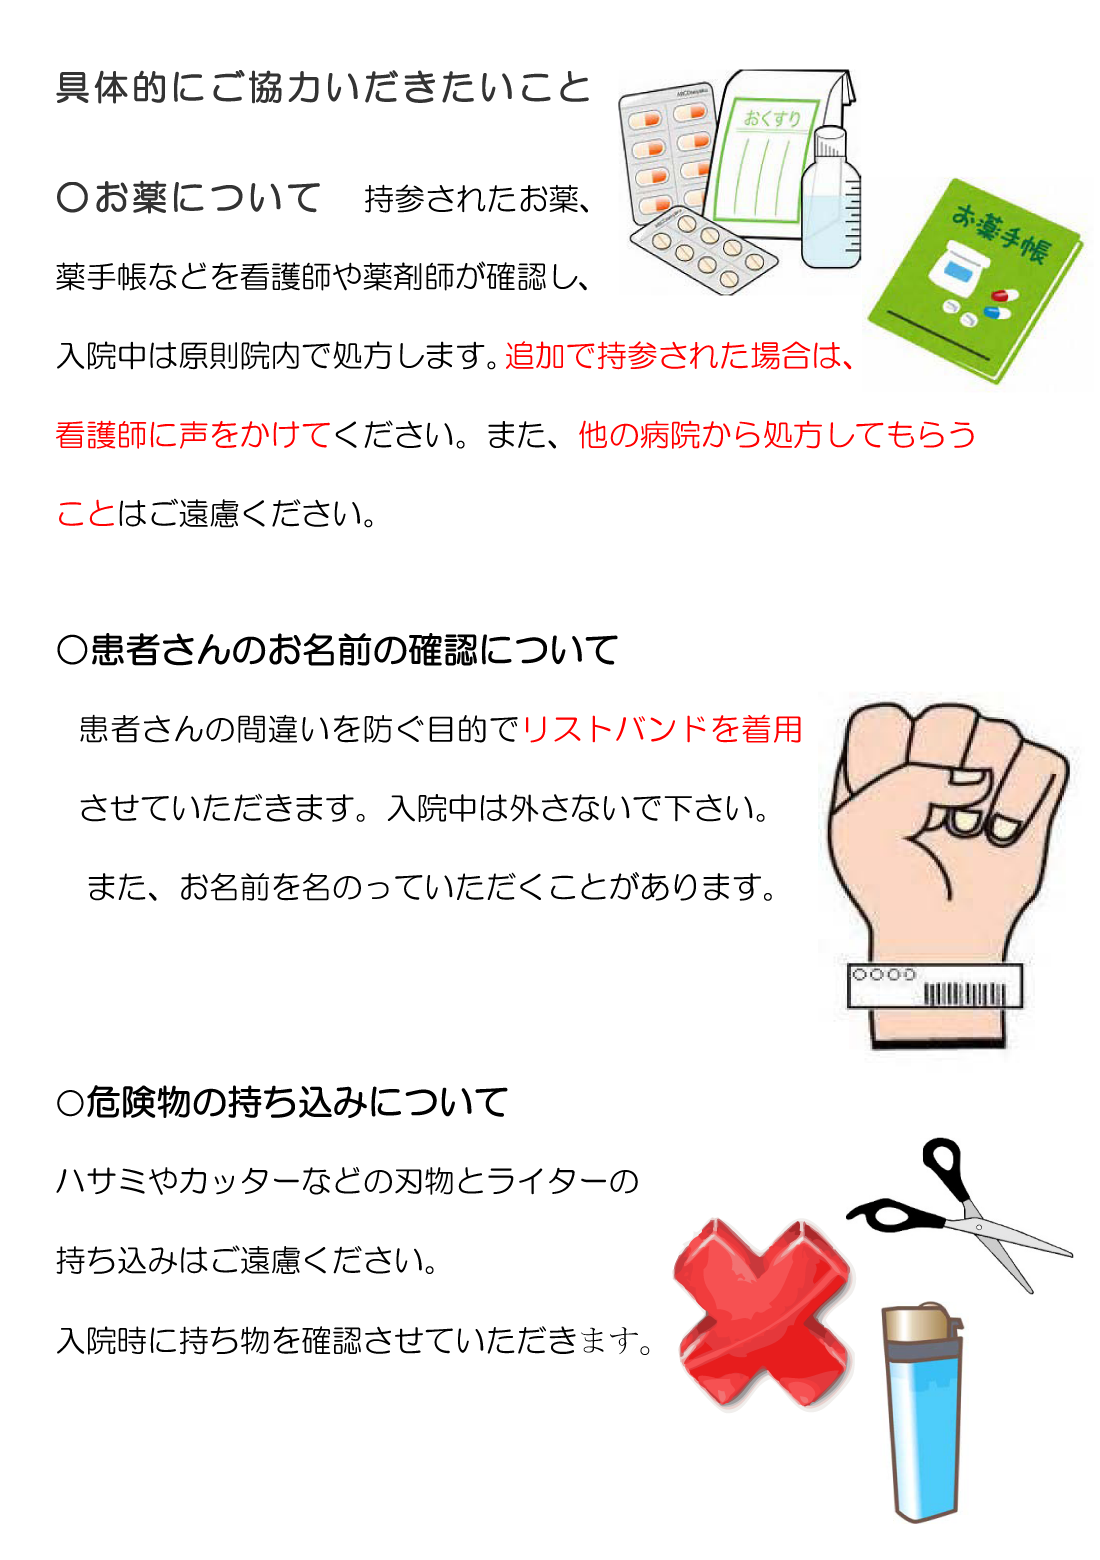 具体的にご協力いだきたいこと
おくすり
〇お薬について　持参されたお薬、
お薬手帳
薬手帳などを看護師や薬剤師が確認し、
入院中は原則院内で処方します。追加で持参された場合は、
看護師に声をかけてください。また、他の病院から処方してもらう
ことはご遠慮ください。
〇患者さんのお名前の確認について
患者さんの間違いを防ぐ目的でリストバンドを着用
させていただきます。入院中は外さないで下さい。
また、お名前を名のっていただくことがあります。
○○○○
○危険物の持ち込みについて
ハサミやカッターなどの刃物とライターの
持ち込みはご遠慮ください。
入院時に持ち物を確認させていただきます。